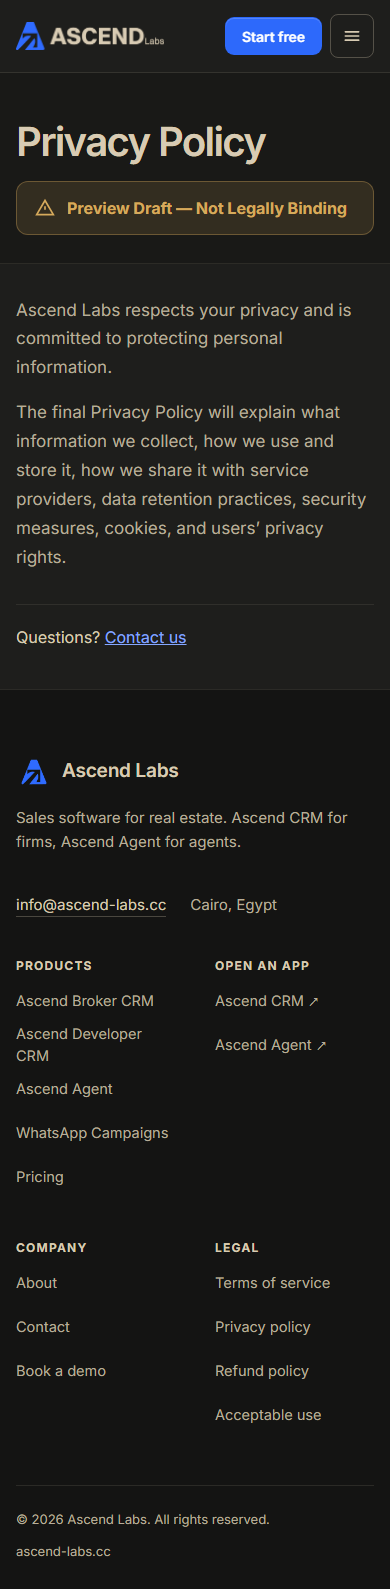 ASCEND Labs
Start free
Privacy Policy
Preview Draft — Not Legally Binding
Ascend Labs respects your privacy and is
committed to protecting personal
information.
The final Privacy Policy will explain what
information we collect, how we use and
store it, how we share it with service
providers, data retention practices, security
measures, cookies, and users’ privacy
rights.
Questions? Contact us
Ascend Labs
Sales software for real estate. Ascend CRM for
firms, Ascend Agent for agents.
info@ascend-labs.cc Cairo, Egypt
PRODUCTS
Ascend Broker CRM
Ascend Developer
CRM
Ascend Agent
WhatsApp Campaigns
Pricing
OPEN AN APP
Ascend CRM ↗
Ascend Agent ↗
COMPANY
About
Contact
Book a demo
LEGAL
Terms of service
Privacy policy
Refund policy
Acceptable use
© 2026 Ascend Labs. All rights reserved.
ascend-labs.cc